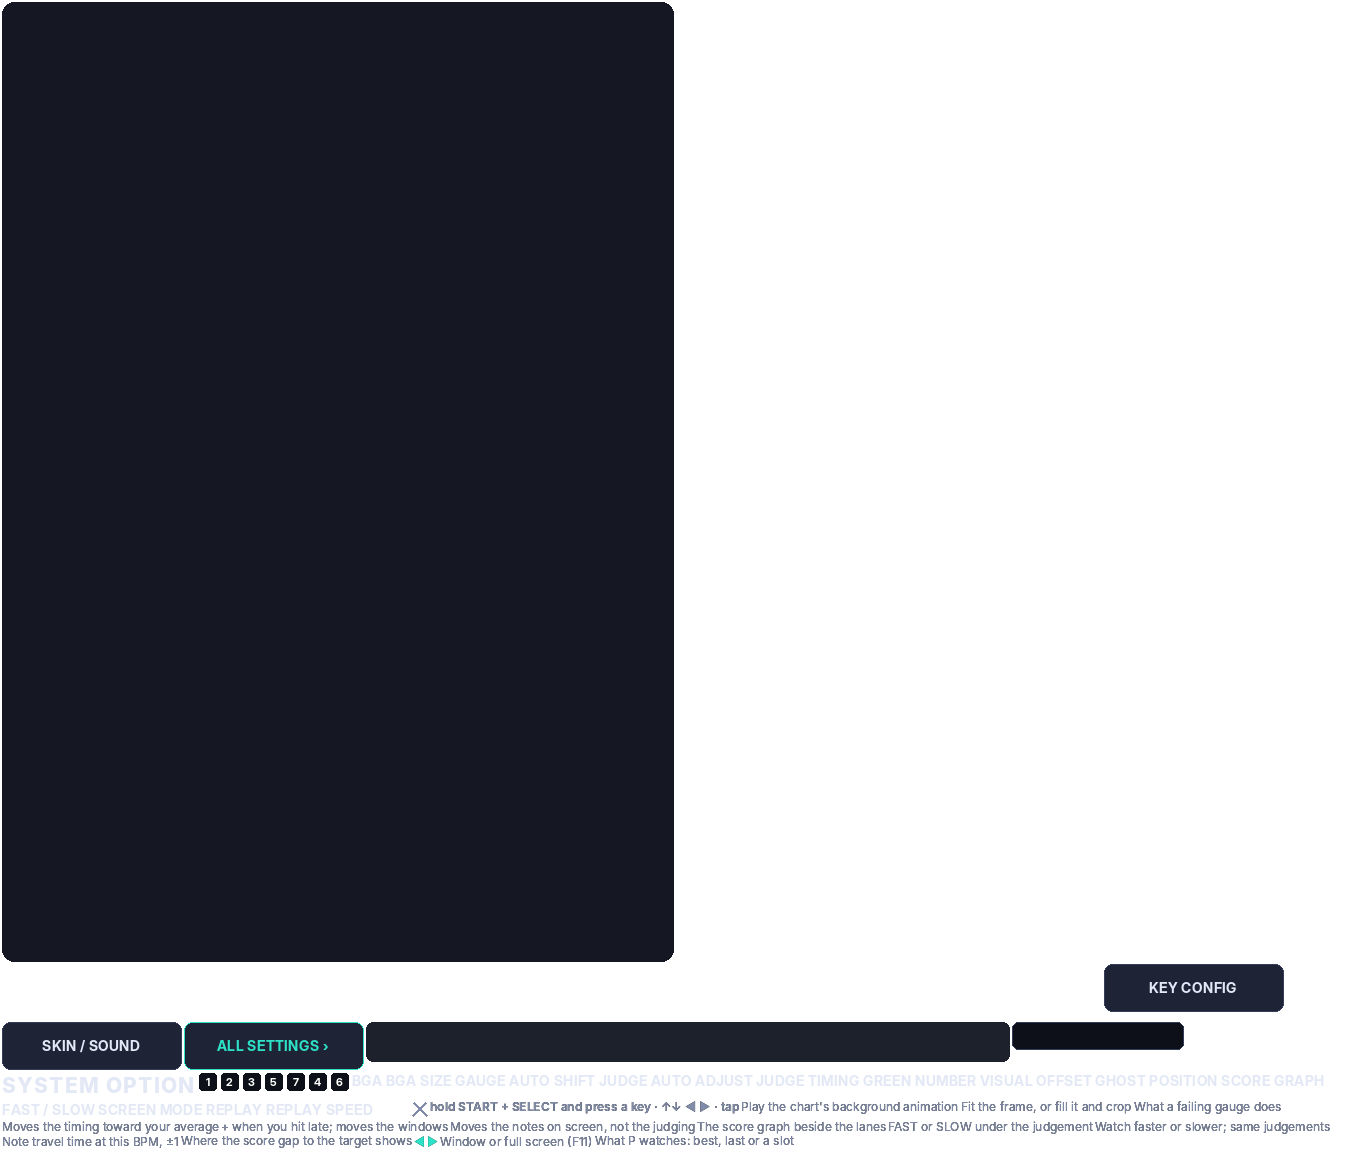 KEY CONFIG
SKIN / SOUND
ALL SETTINGS ›
SYSTEM OPTION 1 2 3 5 7 4 6 BGA BGA SIZE GAUGE AUTO SHIFT JUDGE AUTO ADJUST JUDGE TIMING GREEN NUMBER VISUAL OFFSET GHOST POSITION SCORE GRAPH
FAST / SLOW SCREEN MODE REPLAY REPLAY SPEED hold START + SELECT and press a key · ↑↓ ◀ ▶ · tap Play the chart's background animation Fit the frame, or fill it and crop What a failing gauge does
Moves the timing toward your average + when you hit late; moves the windows Moves the notes on screen, not the judging The score graph beside the lanes FAST or SLOW under the judgement Watch faster or slower; same judgements
Note travel time at this BPM, ±1 Where the score gap to the target shows ◀ ▶ Window or full screen (F11) What P watches: best, last or a slot